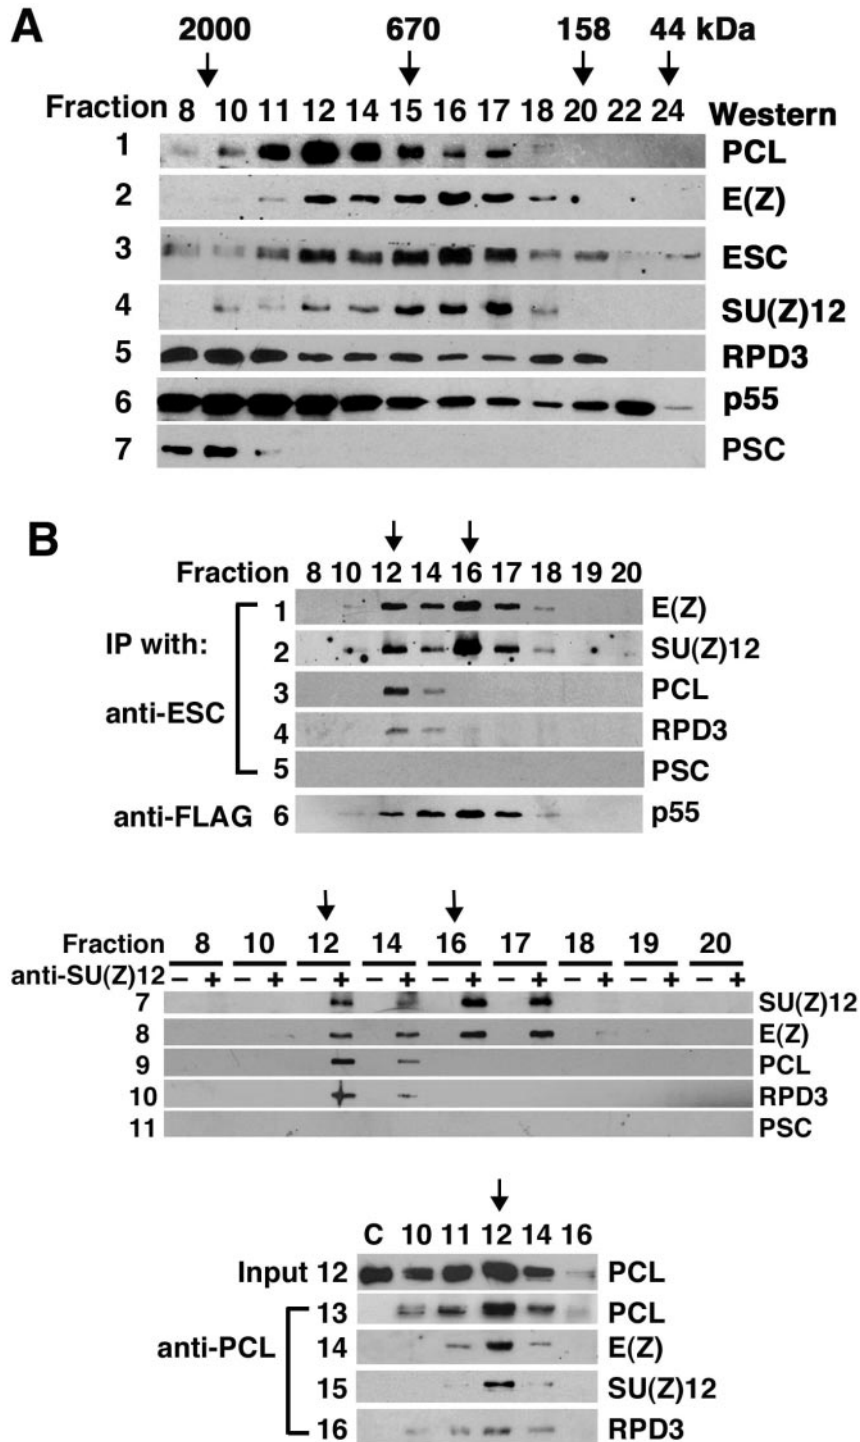 A
2000 670 158 44 kDa
Fraction 8 10 11 12 14 15 16 17 18 20 22 24 Western
1 PCL
2 E(Z)
3 ESC
4 SU(Z)12
5 RPD3
6 p55
7 PSC
B
Fraction 8 10 12 14 16 17 18 19 20
1 E(Z)
IP with: 2 SU(Z)12
3 PCL
anti-ESC
4 RPD3
5 PSC
anti-FLAG 6 p55
Fraction 8 10 12 14 16 17 18 19 20
anti-SU(Z)12 – + – + – + – + – + – + – + – + – +
7 SU(Z)12
8 E(Z)
9 PCL
10 RPD3
11 PSC
C 10 11 12 14 16
Input 12 PCL
13 PCL
anti-PCL 14 E(Z)
15 SU(Z)12
16 RPD3